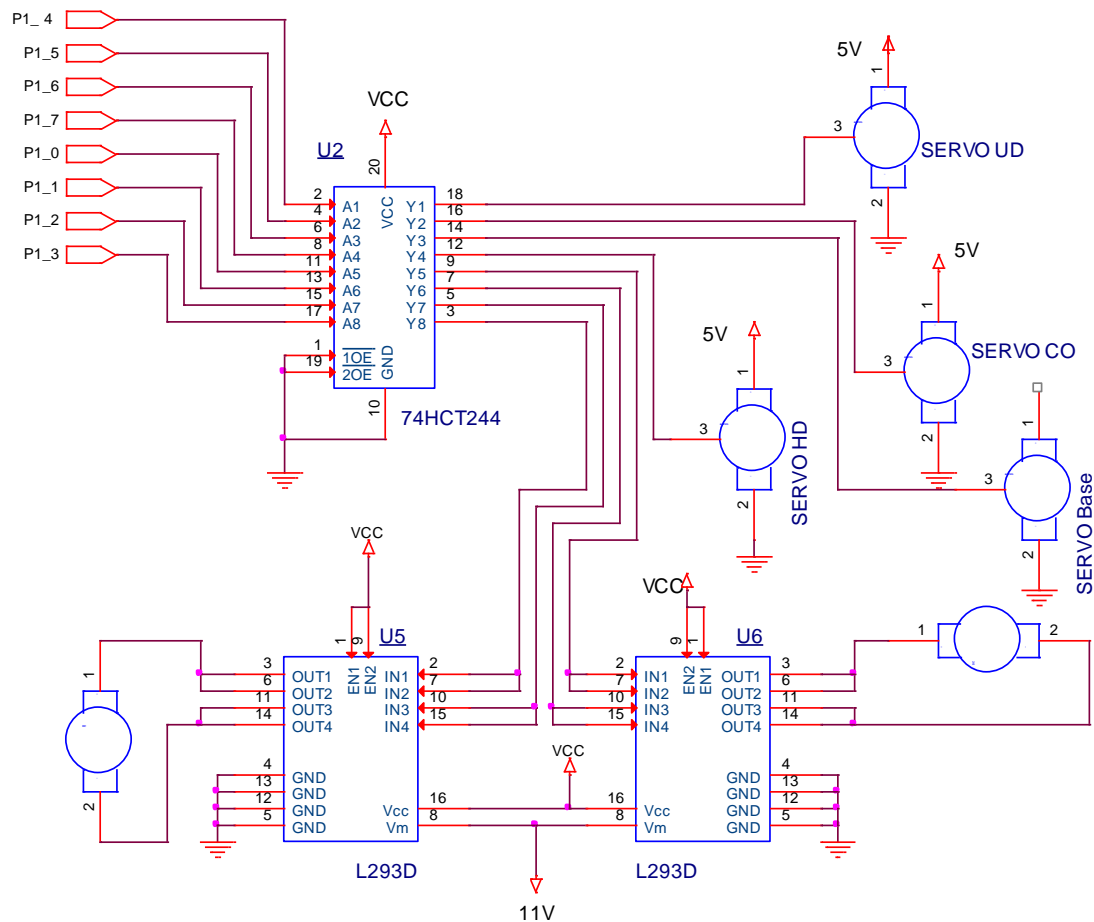 P1_ 4
P1_5
P1_6
P1_7
P1_0
P1_1
P1_2
P1_3
VCC
U2
20
2 A1 VCC Y1 18
4 A2 Y2 16
6 A3 Y3 14
8 A4 Y4 12
11 A5 Y5 9
13 A6 Y6 7
15 A7 Y7 5
17 A8 Y8 3
1 1OE GND
19 2OE
10
74HCT244
5V
1
3
SERVO UD
2
5V
1
3
SERVO CO
2
5V
1
3
SERVO HD
2
1
3
SERVO Base
2
VCC
1 9
U5
EN1 EN2
3 OUT1 IN1 2
6 OUT2 IN2 7
11 OUT3 IN3 10
14 OUT4 IN4 15
4 GND
13 GND
12 GND Vcc 16
5 GND Vm 8
L293D
1
2
VCC
11V
VCC
9 1
U6
EN2 EN1
2 IN1 OUT1 3
7 IN2 OUT2 6
10 IN3 OUT3 11
15 IN4 OUT4 14
GND 4
GND 13
16 Vcc GND 12
8 Vm GND 5
L293D
1
2